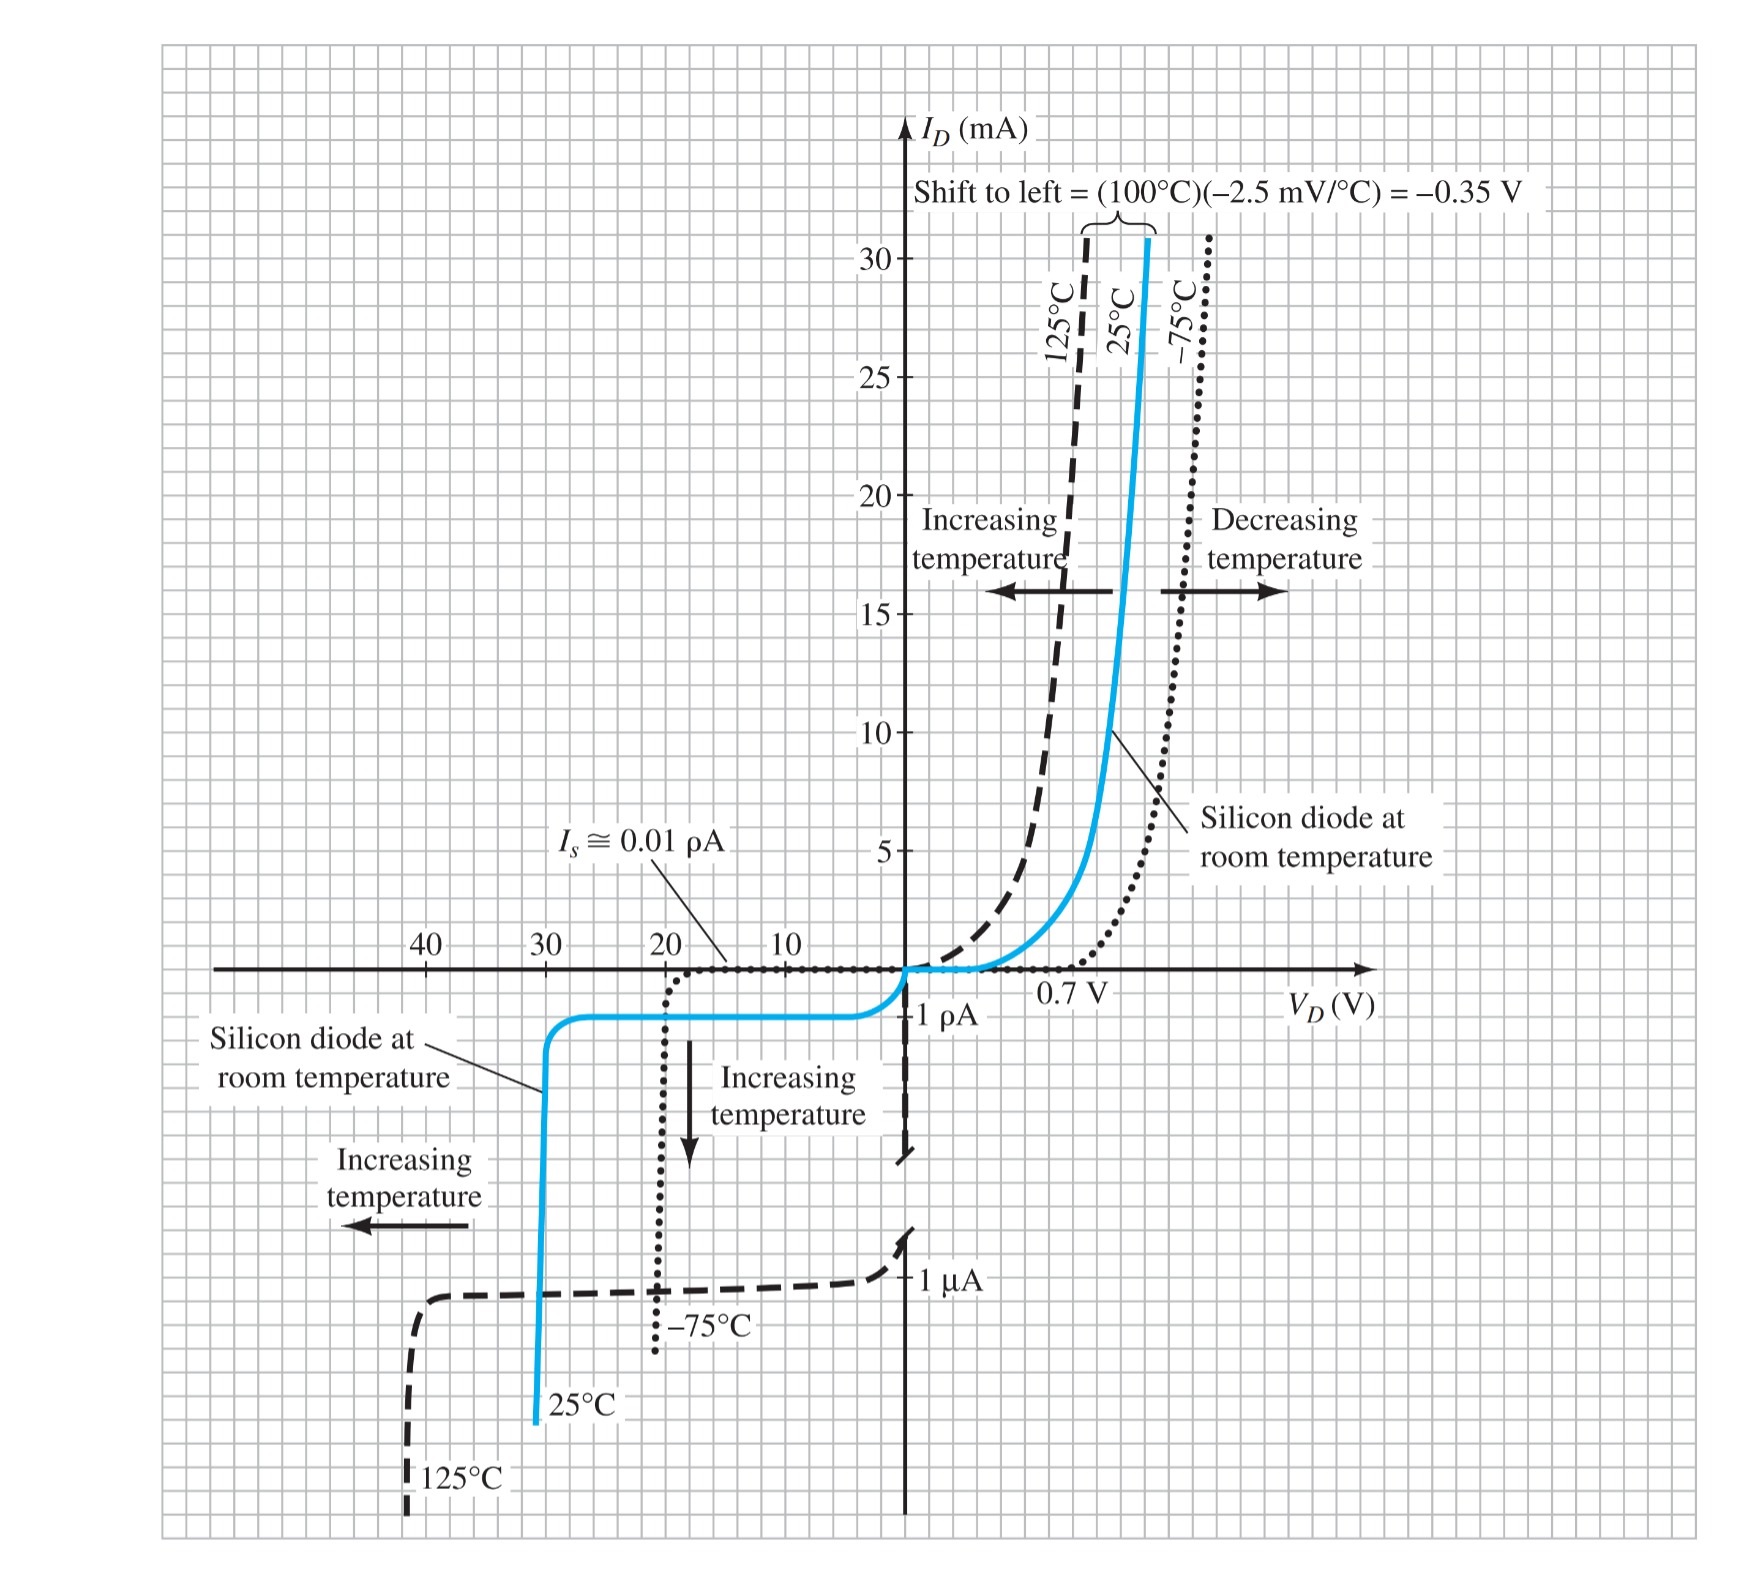 I_D (mA)
Shift to left = (100°C)(–2.5 mV/°C) = –0.35 V
30
125°C
25°C
–75°C
25
20
Increasing
temperature
Decreasing
temperature
15
10
Silicon diode at
room temperature
I_s ≅ 0.01 ρA
5
40
30
20
10
0.7 V
V_D (V)
1 ρA
Silicon diode at
room temperature
Increasing
temperature
Increasing
temperature
1 μA
–75°C
25°C
125°C